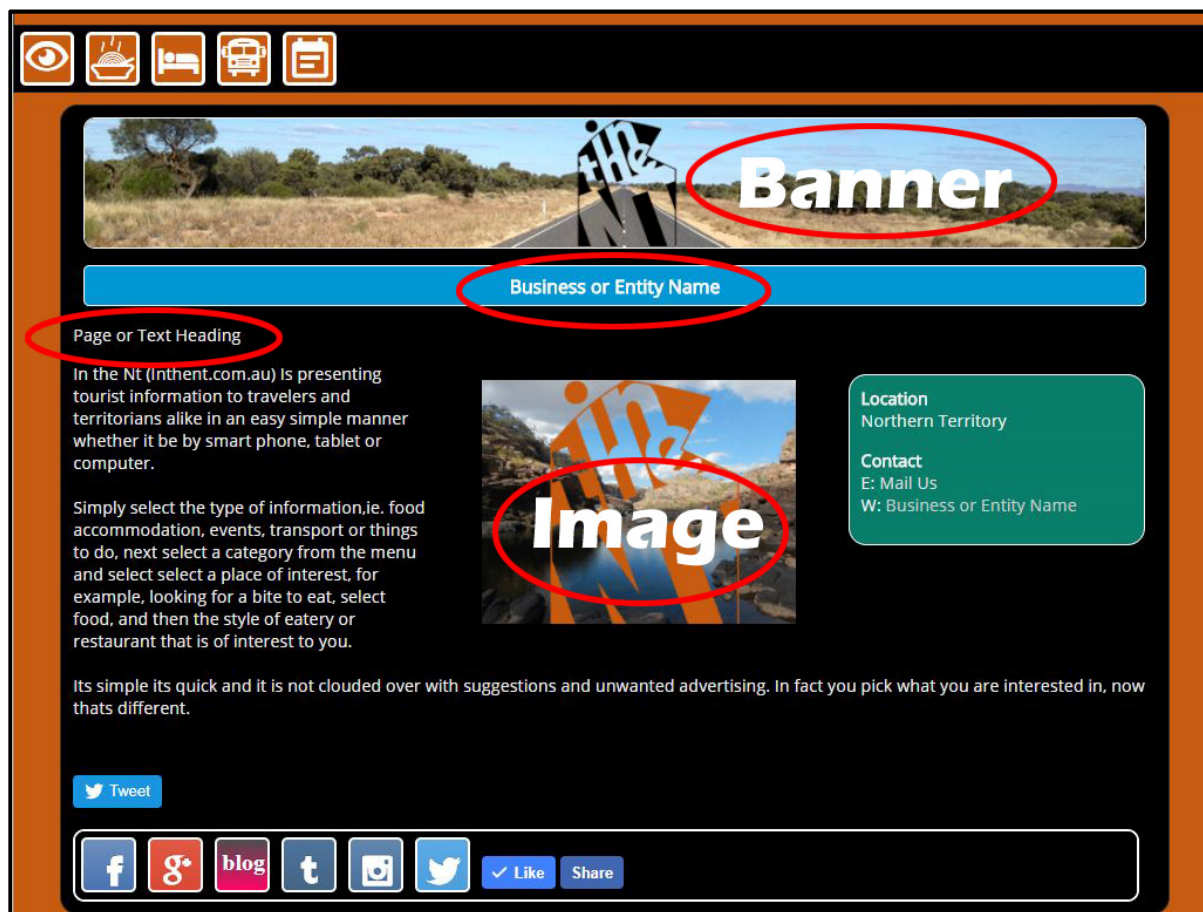 in
the
NT
Banner
Business or Entity Name
Page or Text Heading
In the Nt (Inthent.com.au) Is presenting
tourist information to travelers and
territorians alike in an easy simple manner
whether it be by smart phone, tablet or
computer.
Simply select the type of information,ie. food
accommodation, events, transport or things
to do, next select a category from the menu
and select select a place of interest, for
example, looking for a bite to eat, select
food, and then the style of eatery or
restaurant that is of interest to you.
in
the
NT
Image
Location
Northern Territory
Contact
E: Mail Us
W: Business or Entity Name
Its simple its quick and it is not clouded over with suggestions and unwanted advertising. In fact you pick what you are interested in, now
thats different.
Tweet
f g+ blog t Like Share